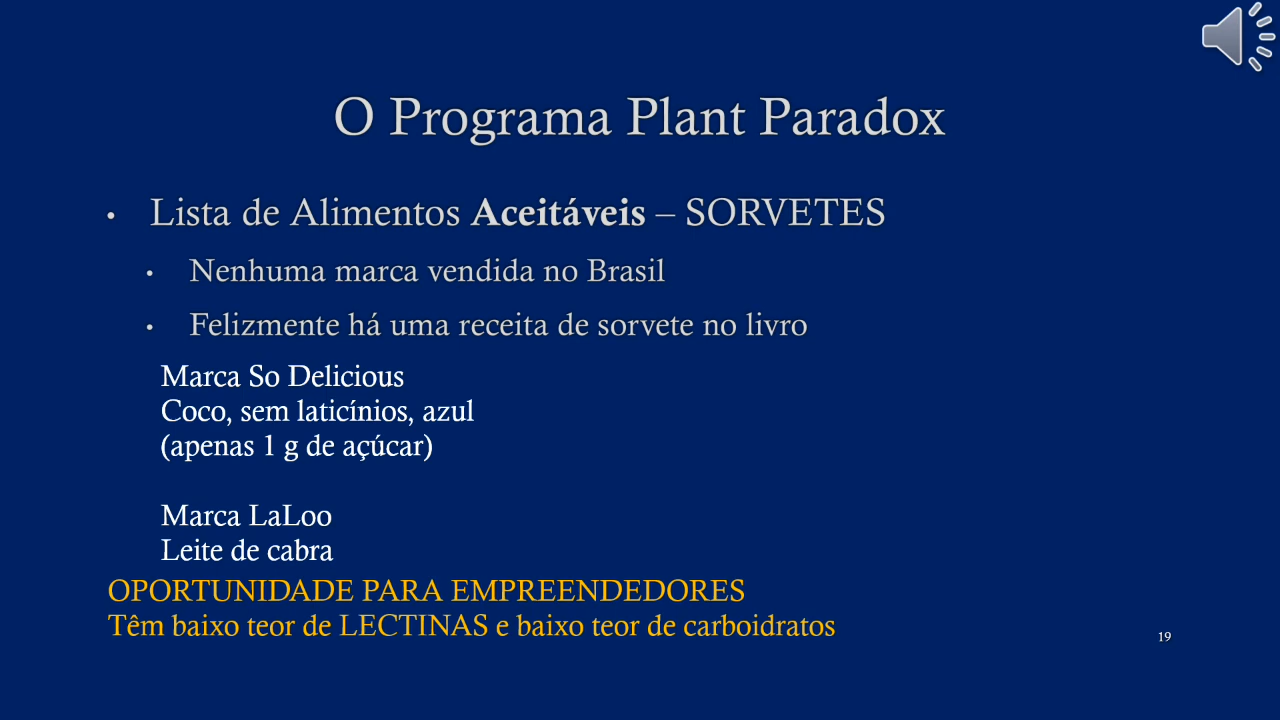 O Programa Plant Paradox
• Lista de Alimentos Aceitáveis – SORVETES
• Nenhuma marca vendida no Brasil
• Felizmente há uma receita de sorvete no livro
Marca So Delicious
Coco, sem laticínios, azul
(apenas 1 g de açúcar)
Marca LaLoo
Leite de cabra
OPORTUNIDADE PARA EMPREENDEDORES
Têm baixo teor de LECTINAS e baixo teor de carboidratos
19